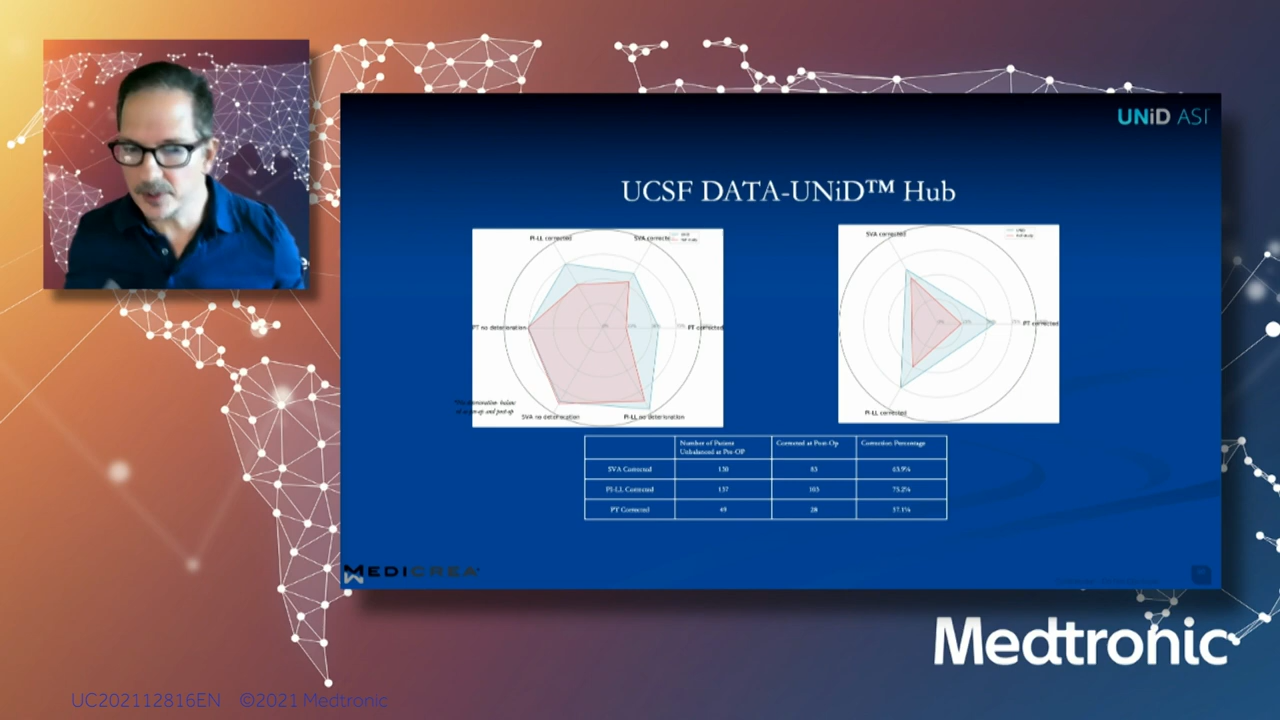 UNiD ASI
UCSF DATA-UNiD™ Hub
PI-LL corrected
SVA corrected
PT no deterioration
PT corrected
SVA no deterioration
PI-LL no deterioration
SVA corrected
PT corrected
PI-LL corrected
Number of Patient Unbalanced at Pre-OP
Corrected at Post-Op
Correction Percentage
SVA Corrected 130 83 63.9%
PI-LL Corrected 137 103 75.2%
PT Corrected 49 28 57.1%
MEDICREA
Medtronic
UC202112816EN ©2021 Medtronic